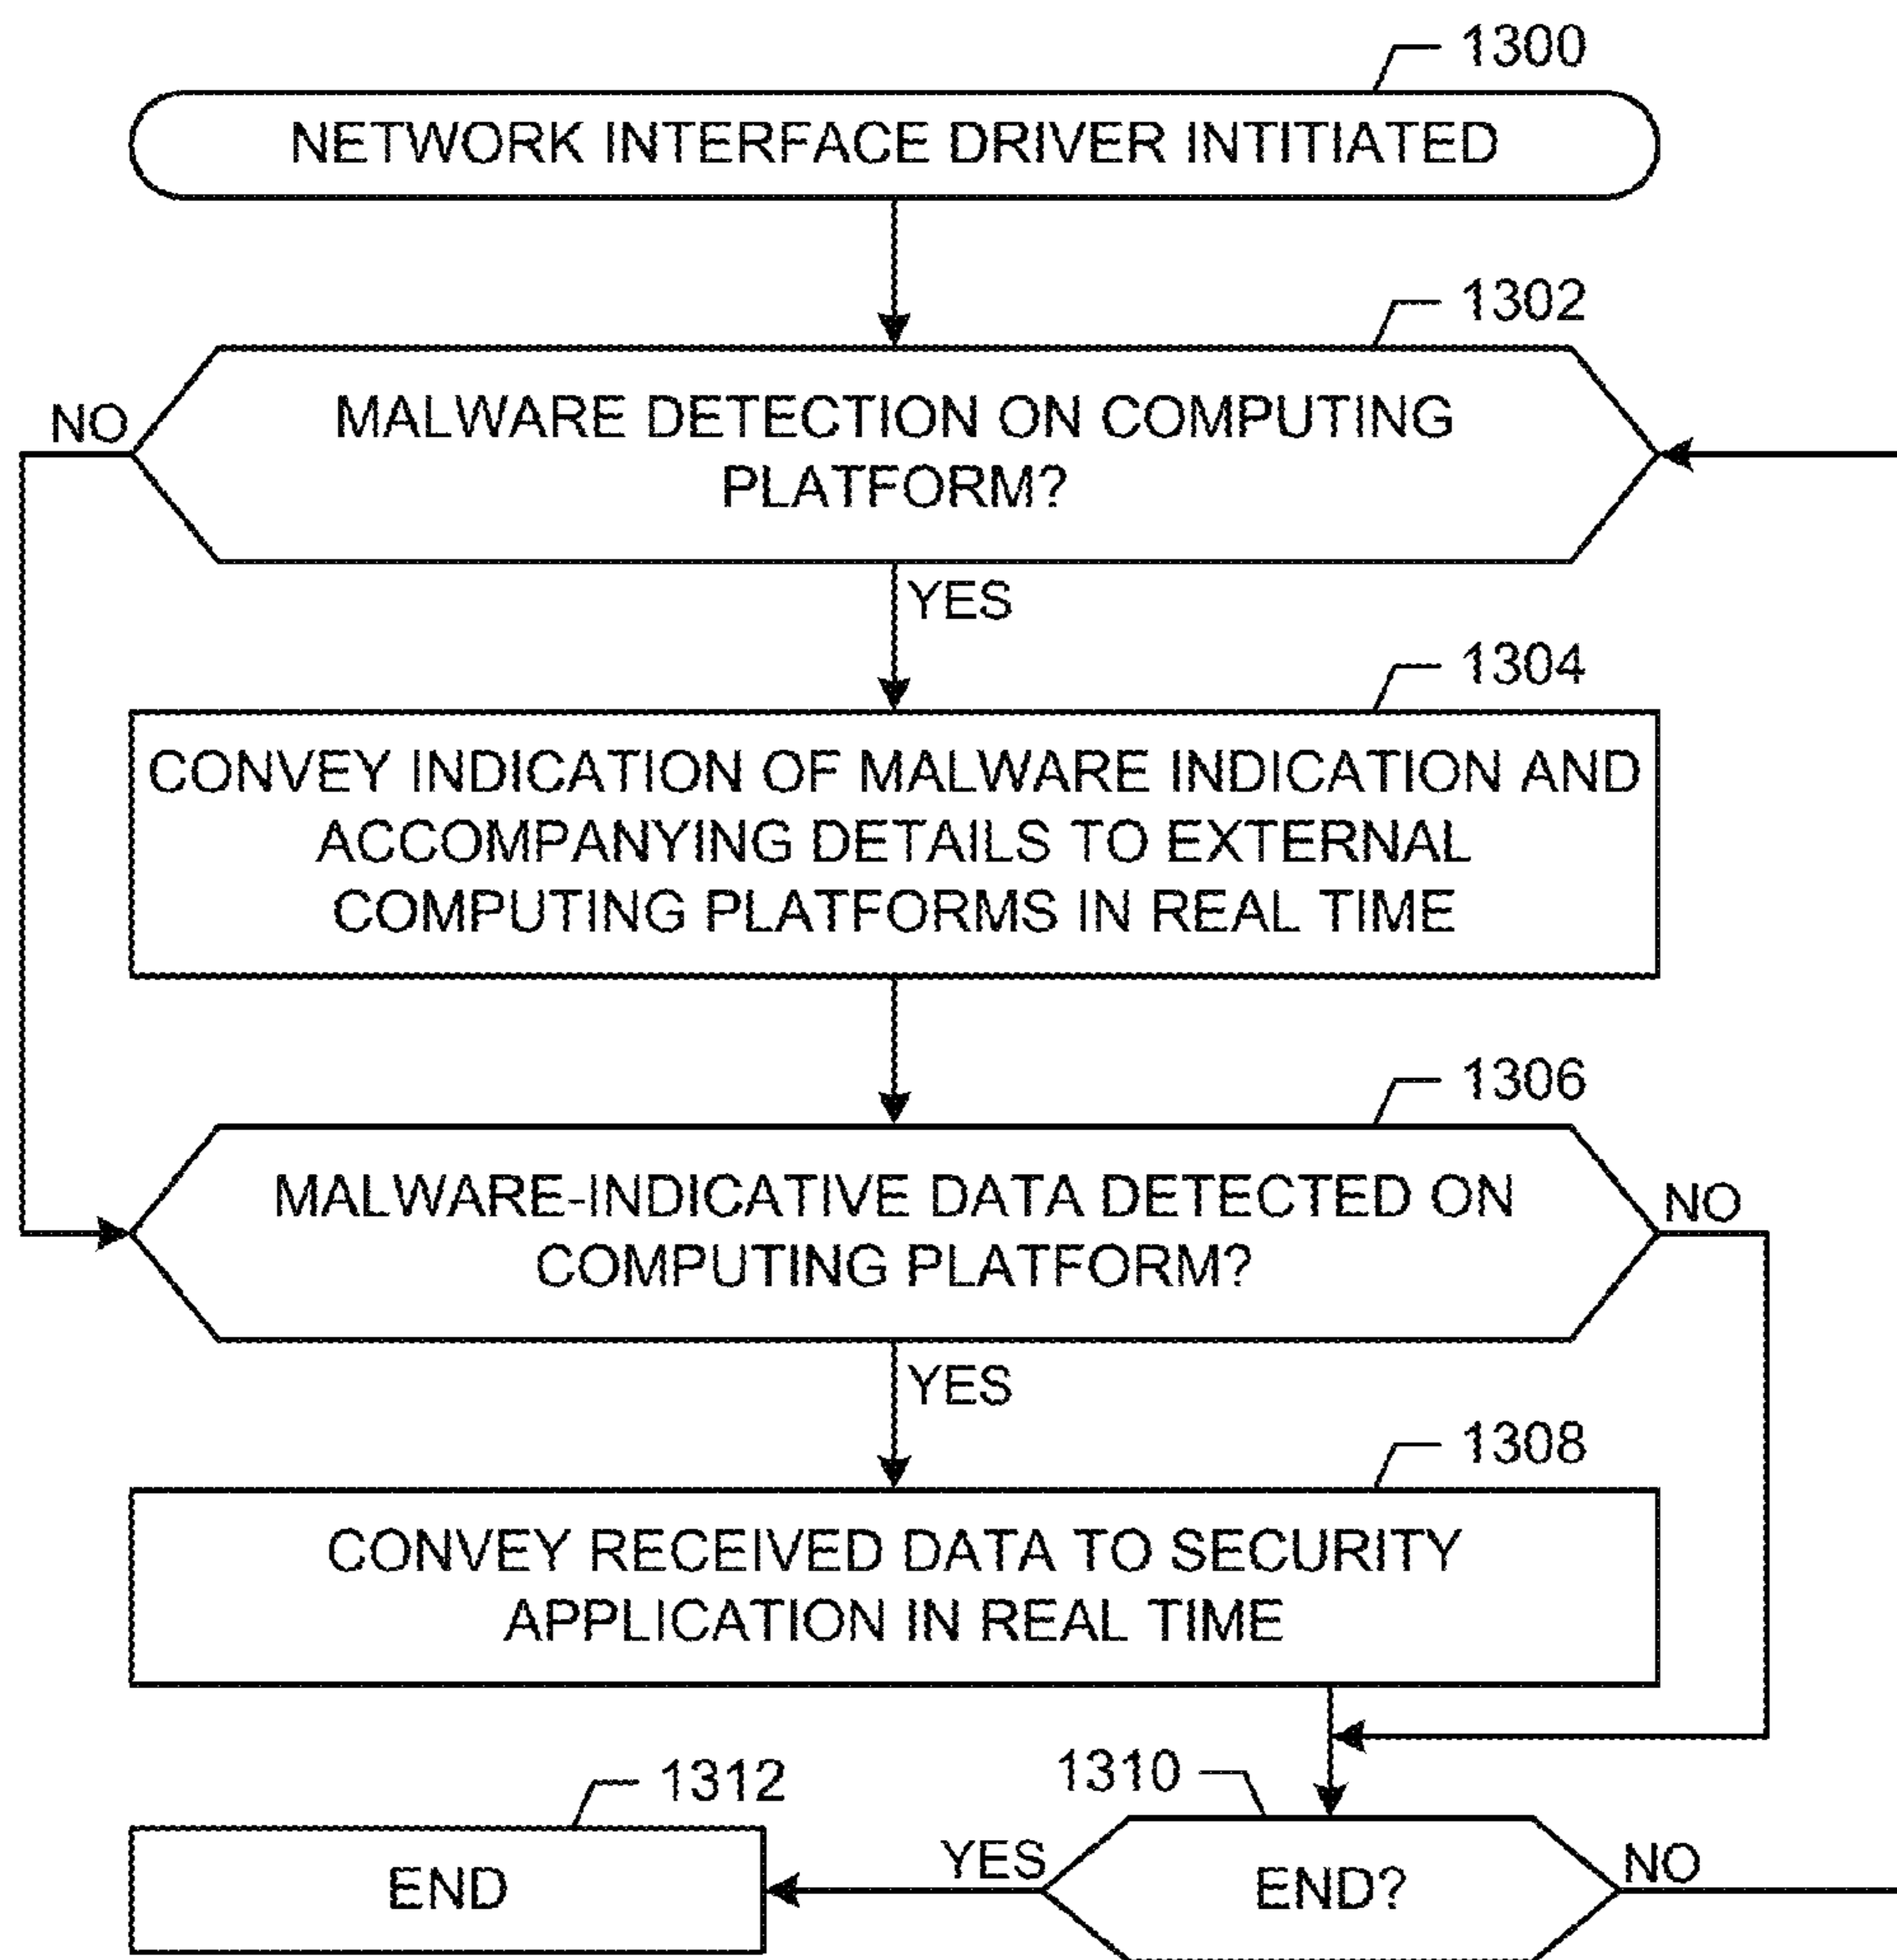 1300
NETWORK INTERFACE DRIVER INTITIATED
1302
NO
MALWARE DETECTION ON COMPUTING
PLATFORM?
YES
1304
CONVEY INDICATION OF MALWARE INDICATION AND
ACCOMPANYING DETAILS TO EXTERNAL
COMPUTING PLATFORMS IN REAL TIME
1306
MALWARE-INDICATIVE DATA DETECTED ON
COMPUTING PLATFORM?
NO
YES
1308
CONVEY RECEIVED DATA TO SECURITY
APPLICATION IN REAL TIME
1312
1310
END
YES
END?
NO